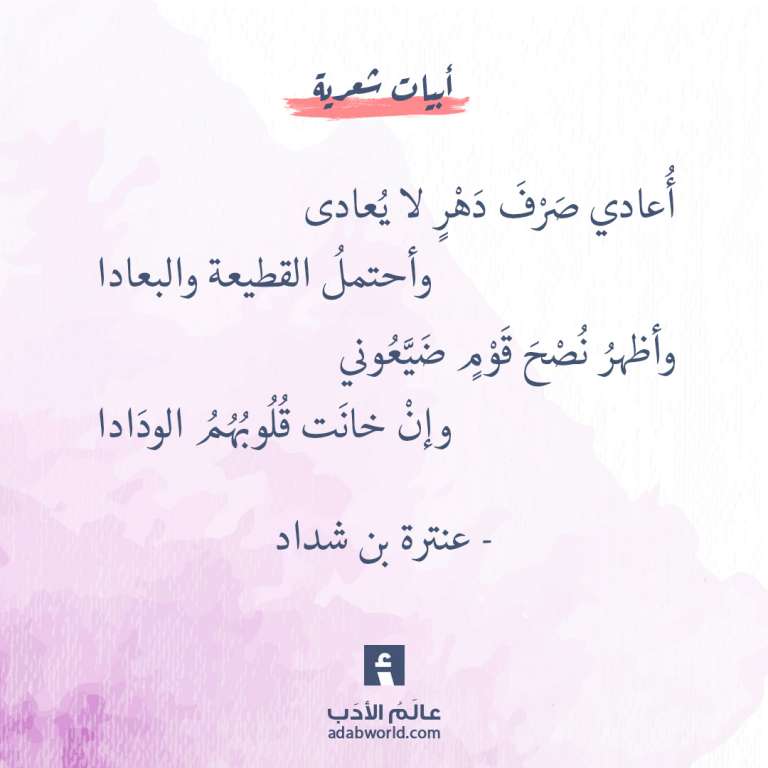 أبيات شعرية
أُعادي صَرْفَ دَهْرٍ لا يُعادى
وأحتملُ القطيعة والبعادا
وأظهرُ نُصْحَ قَوْمٍ ضَيَّعُوني
وإنْ خانَت قُلُوبُهُمُ الودَادا
- عنترة بن شداد
أ
عالَمُ الأدَب
adabworld.com